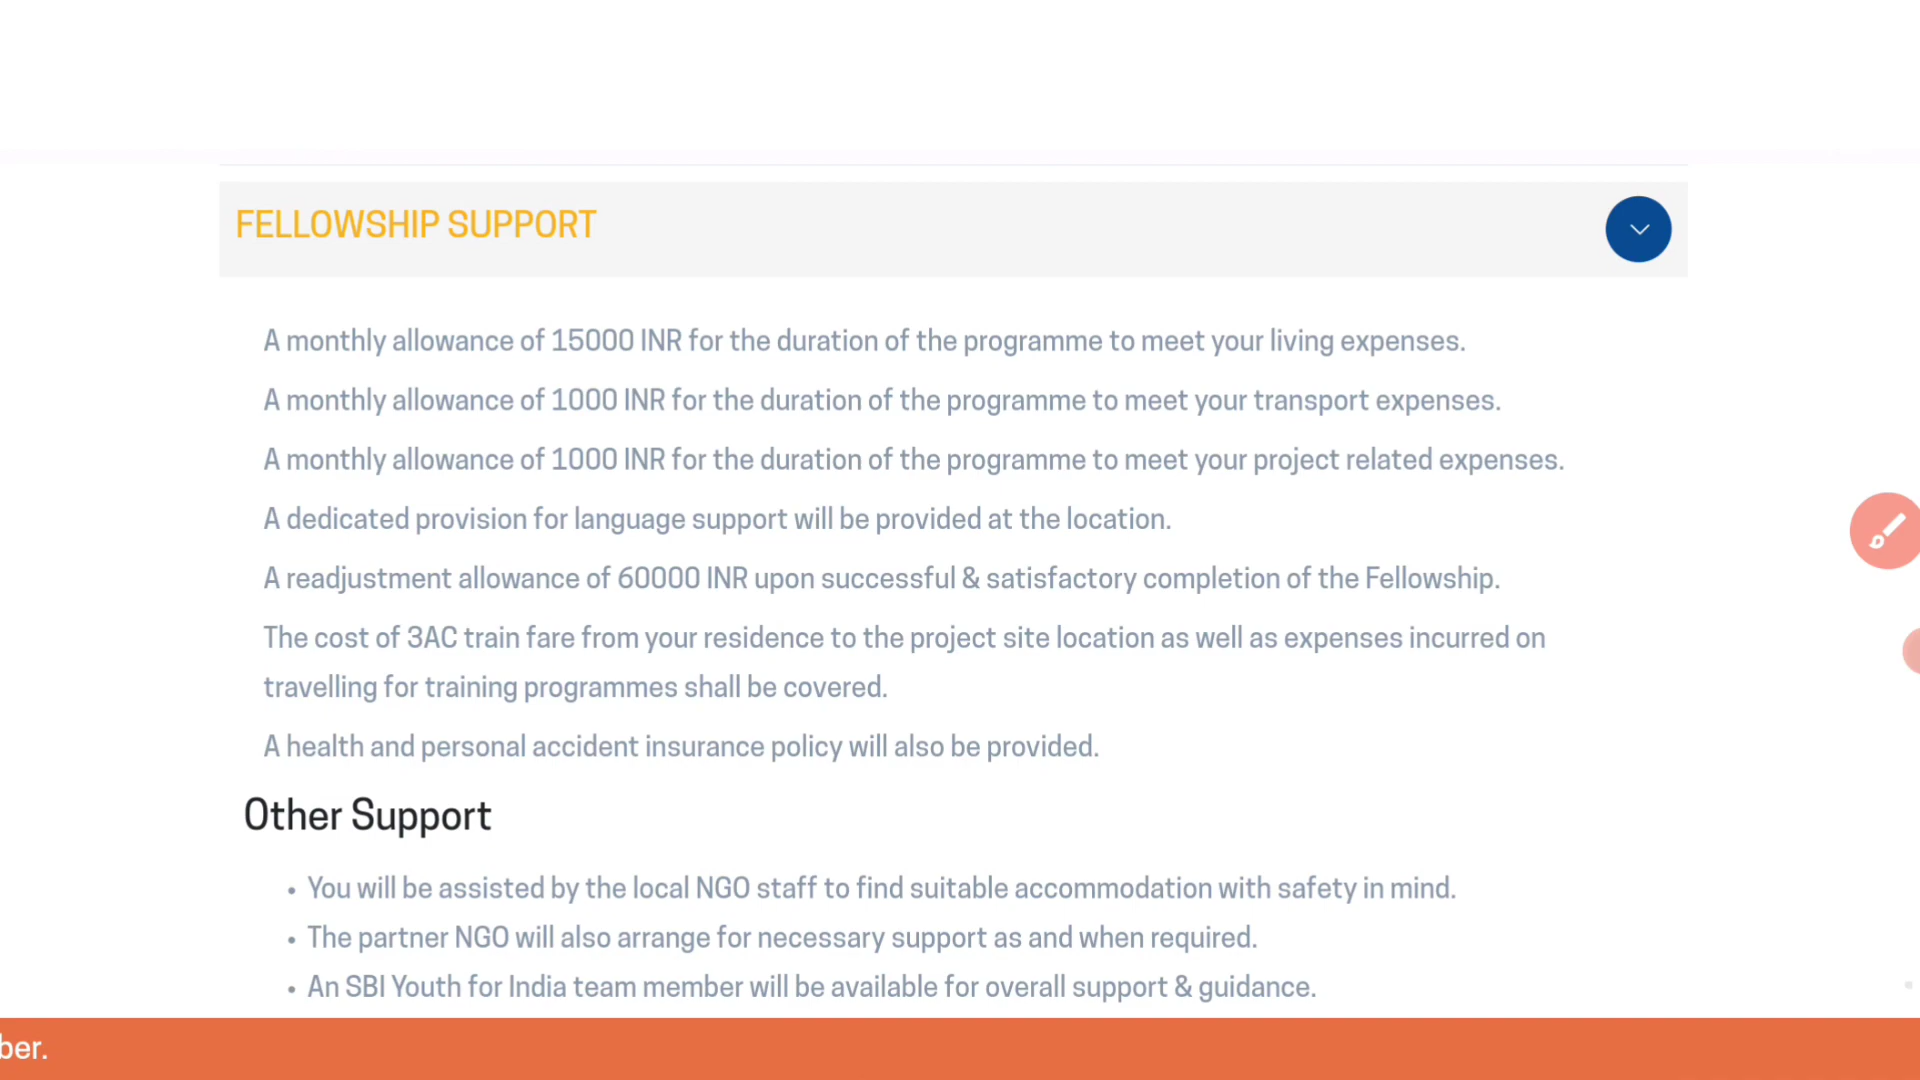 FELLOWSHIP SUPPORT
A monthly allowance of 15000 INR for the duration of the programme to meet your living expenses.
A monthly allowance of 1000 INR for the duration of the programme to meet your transport expenses.
A monthly allowance of 1000 INR for the duration of the programme to meet your project related expenses.
A dedicated provision for language support will be provided at the location.
A readjustment allowance of 60000 INR upon successful & satisfactory completion of the Fellowship.
The cost of 3AC train fare from your residence to the project site location as well as expenses incurred on
travelling for training programmes shall be covered.
A health and personal accident insurance policy will also be provided.
Other Support
• You will be assisted by the local NGO staff to find suitable accommodation with safety in mind.
• The partner NGO will also arrange for necessary support as and when required.
• An SBI Youth for India team member will be available for overall support & guidance.
ber.